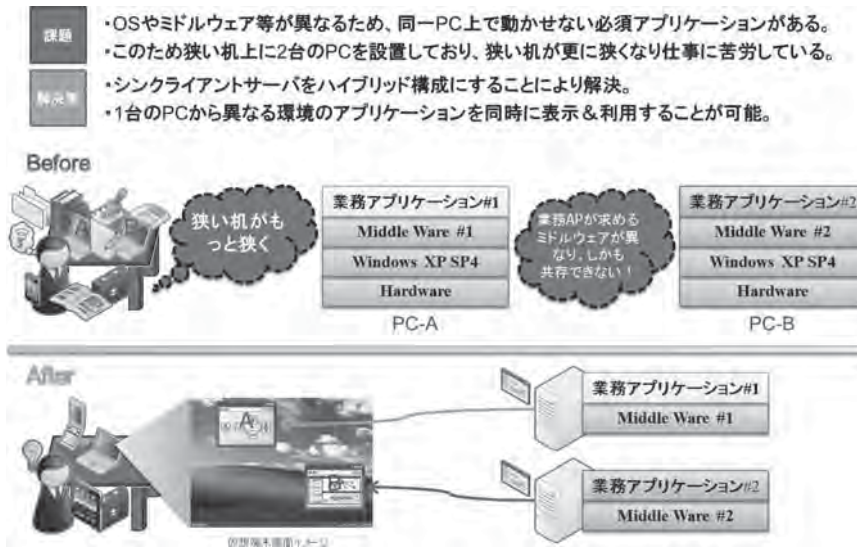 課題
・OSやミドルウェア等が異なるため、同一PC上で動かせない必須アプリケーションがある。
・このため狭い机上に2台のPCを設置しており、狭い机が更に狭くなり仕事に苦労している。
解決策
・シンクライアントサーバをハイブリッド構成にすることにより解決。
・1台のPCから異なる環境のアプリケーションを同時に表示&利用することが可能。
Before
A
B
狭い机がも
っと狭く
業務アプリケーション#1
Middle Ware #1
Windows XP SP4
Hardware
PC-A
業務APが求める
ミドルウェアが異
なり、しかも
共存できない!
業務アプリケーション#2
Middle Ware #2
Windows XP SP4
Hardware
PC-B
After
A
B
仮想端末画面イメージ
業務アプリケーション#1
Middle Ware #1
業務アプリケーション#2
Middle Ware #2